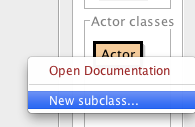 Actor classes
Actor
Open Documentation
New subclass...